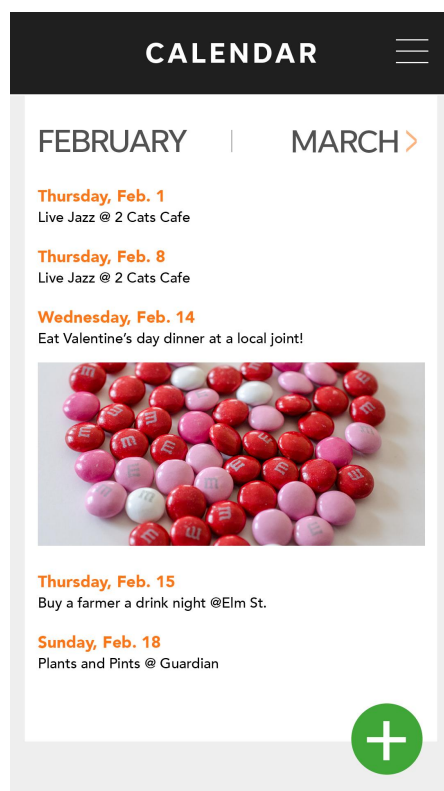 CALENDAR
FEBRUARY | MARCH >
Thursday, Feb. 1
Live Jazz @ 2 Cats Cafe
Thursday, Feb. 8
Live Jazz @ 2 Cats Cafe
Wednesday, Feb. 14
Eat Valentine's day dinner at a local joint!
m m m m m m m m m m m m m
Thursday, Feb. 15
Buy a farmer a drink night @Elm St.
Sunday, Feb. 18
Plants and Pints @ Guardian
+